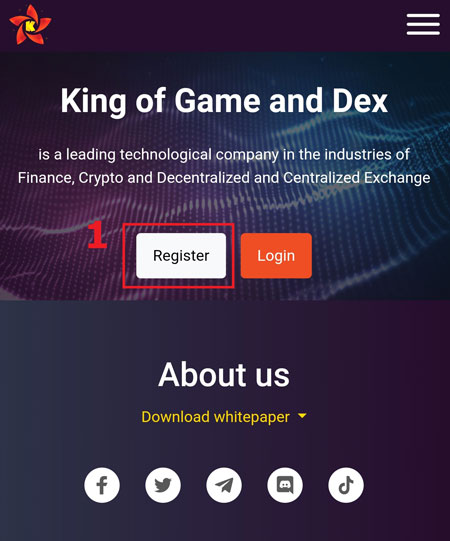 K
King of Game and Dex
is a leading technological company in the industries of
Finance, Crypto and Decentralized and Centralized Exchange
1
Register
Login
About us
Download whitepaper